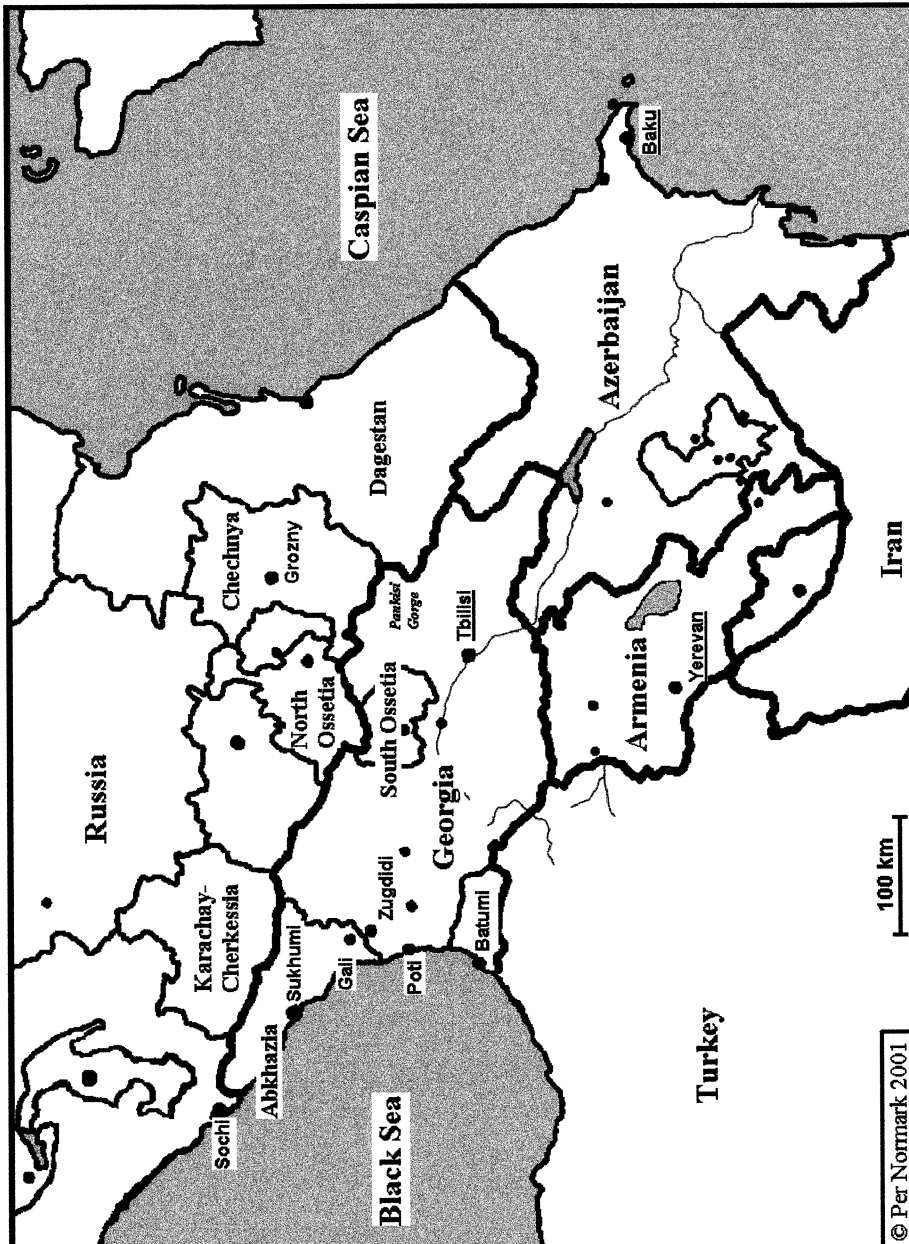 Russia
Karachay-
Cherkessia
Chechnya
Grozny
North
Ossetia
Dagestan
Caspian Sea
Sochi
Abkhazia
Sukhumi
Gali
Zugdidi
Poti
Batumi
Black Sea
South Ossetia
Pankisi
Gorge
Georgia
Tbilisi
Azerbaijan
Baku
Armenia
Yerevan
Turkey
Iran
100 km
© Per Normark 2001